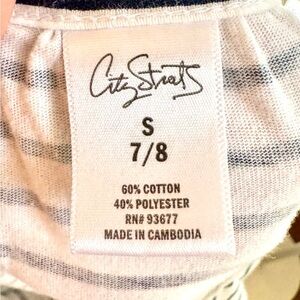 City Streets
S
7/8
60% COTTON
40% POLYESTER
RN# 93677
MADE IN CAMBODIA